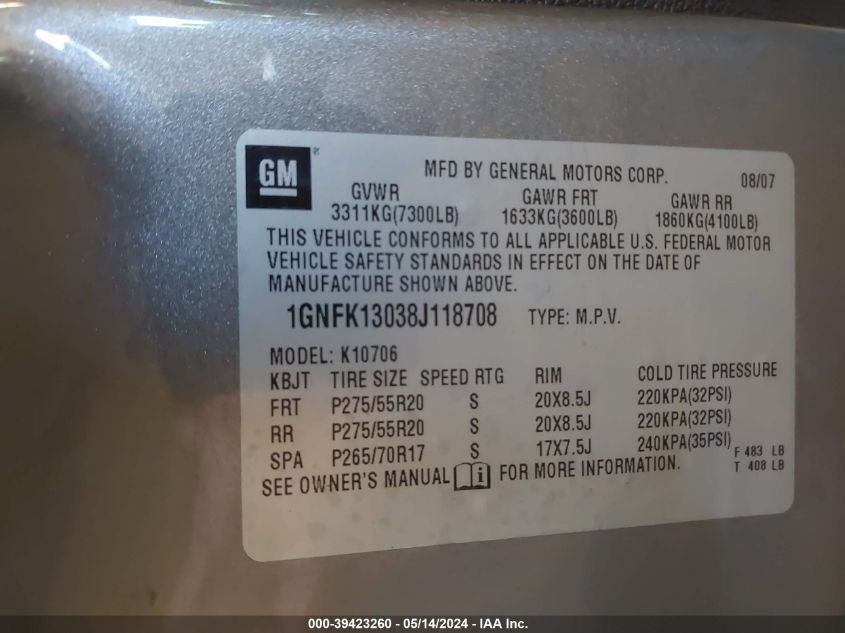 GM
MFD BY GENERAL MOTORS CORP. 08/07
GVWR GAWR FRT GAWR RR
3311KG(7300LB) 1633KG(3600LB) 1860KG(4100LB)
THIS VEHICLE CONFORMS TO ALL APPLICABLE U.S. FEDERAL MOTOR
VEHICLE SAFETY STANDARDS IN EFFECT ON THE DATE OF
MANUFACTURE SHOWN ABOVE.
1GNFK13038J118708 TYPE: M.P.V.
MODEL: K10706
KBJT TIRE SIZE SPEED RTG RIM COLD TIRE PRESSURE
FRT P275/55R20 S 20X8.5J 220KPA(32PSI)
RR P275/55R20 S 20X8.5J 220KPA(32PSI)
SPA P265/70R17 S 17X7.5J 240KPA(35PSI) F 483 LB
T 408 LB
SEE OWNER'S MANUAL i FOR MORE INFORMATION.
000-39423260 - 05/14/2024 - IAA Inc.